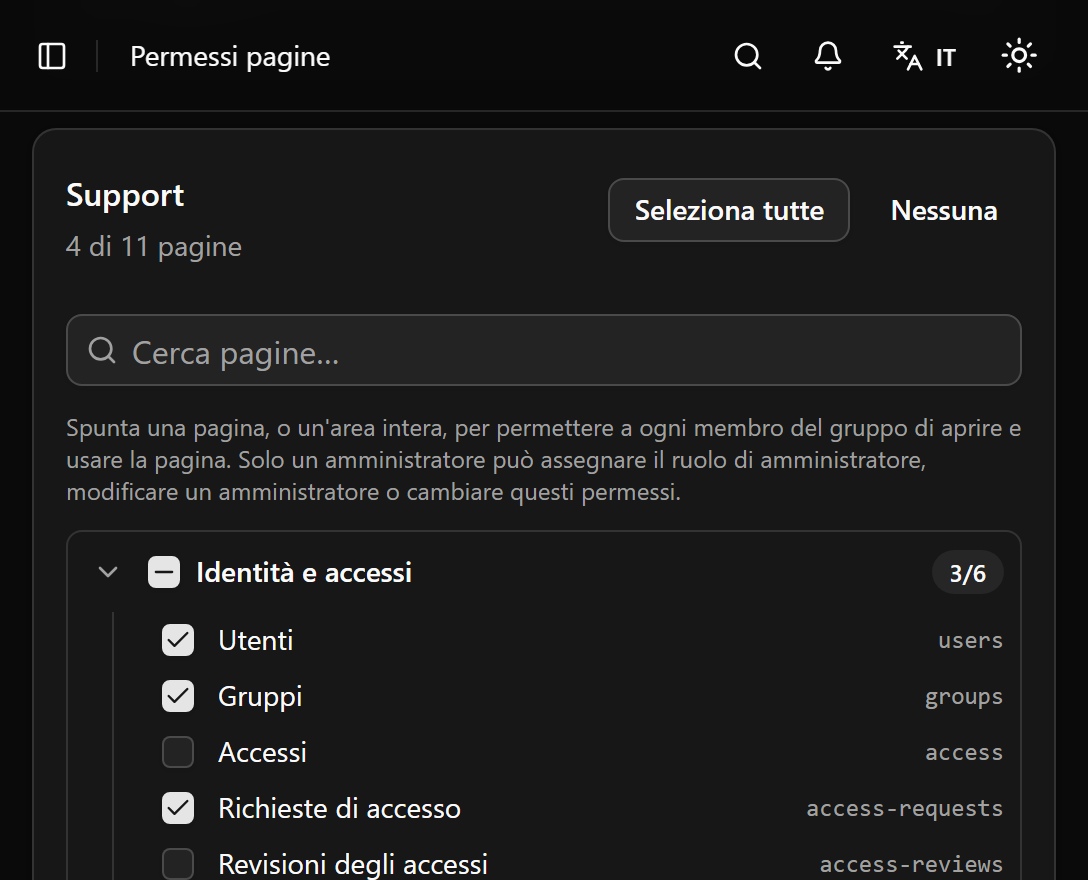 Permessi pagine
IT
Support
4 di 11 pagine
Seleziona tutte
Nessuna
Cerca pagine...
Spunta una pagina, o un'area intera, per permettere a ogni membro del gruppo di aprire e
usare la pagina. Solo un amministratore può assegnare il ruolo di amministratore,
modificare un amministratore o cambiare questi permessi.
Identità e accessi 3/6
Utenti users
Gruppi groups
Accessi access
Richieste di accesso access-requests
Revisioni degli accessi access-reviews